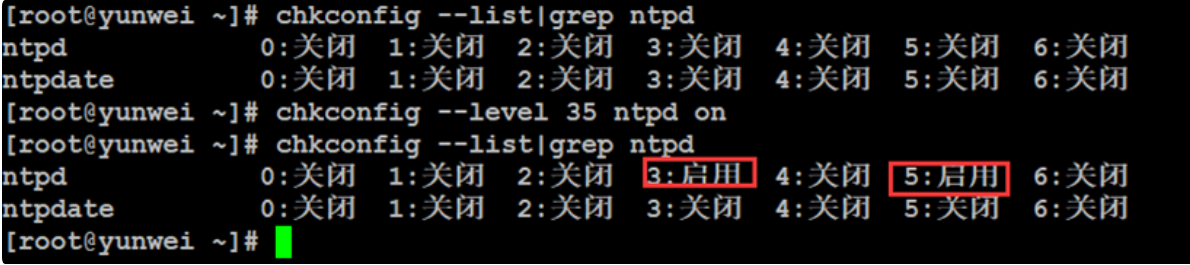 [root@yunwei ~]# chkconfig --list|grep ntpd
ntpd 0:关闭 1:关闭 2:关闭 3:关闭 4:关闭 5:关闭 6:关闭
ntpdate 0:关闭 1:关闭 2:关闭 3:关闭 4:关闭 5:关闭 6:关闭
[root@yunwei ~]# chkconfig --level 35 ntpd on
[root@yunwei ~]# chkconfig --list|grep ntpd
ntpd 0:关闭 1:关闭 2:关闭 3:启用 4:关闭 5:启用 6:关闭
ntpdate 0:关闭 1:关闭 2:关闭 3:关闭 4:关闭 5:关闭 6:关闭
[root@yunwei ~]#